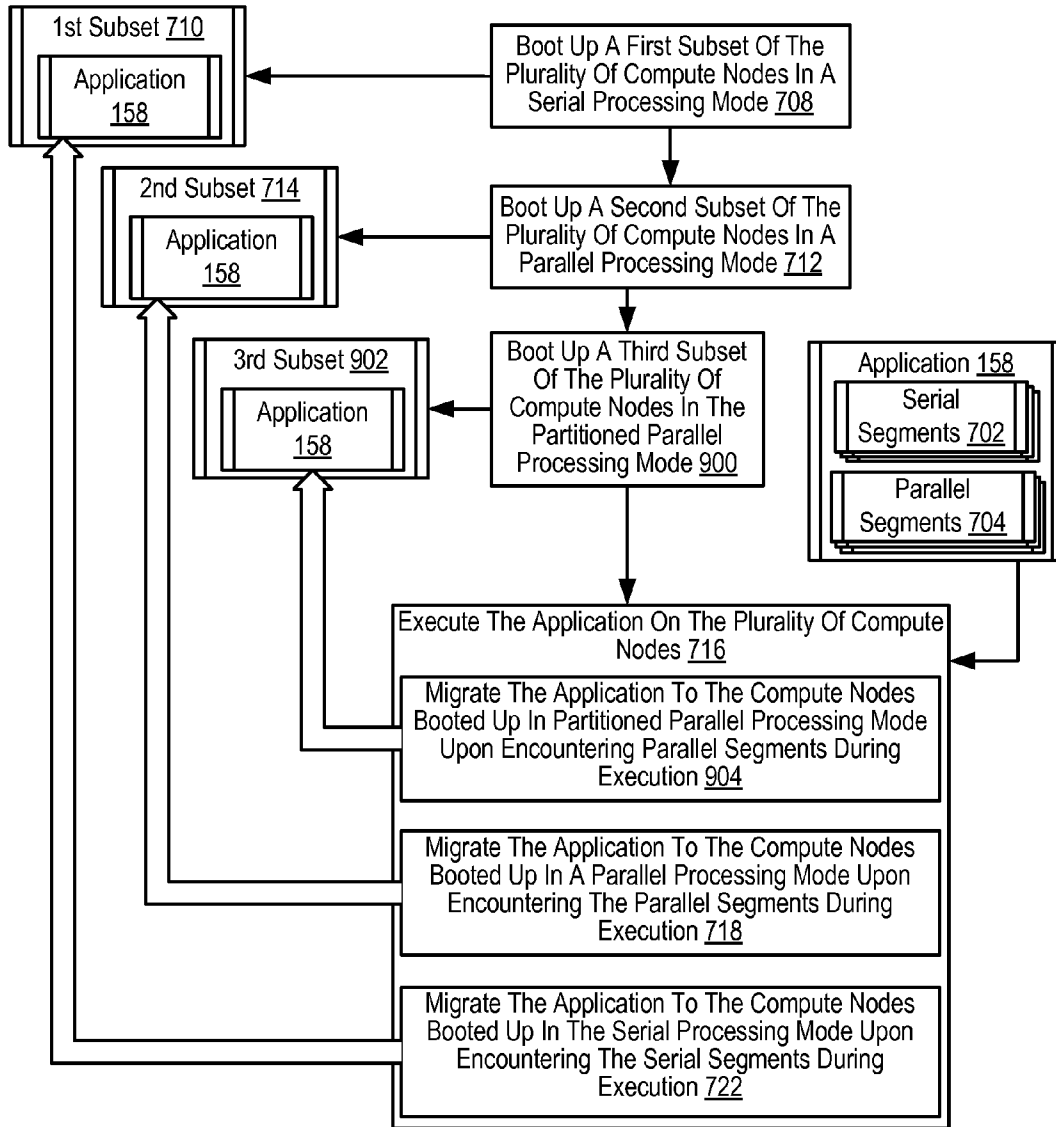 1st Subset 710
Application
158
Boot Up A First Subset Of The
Plurality Of Compute Nodes In A
Serial Processing Mode 708
2nd Subset 714
Application
158
Boot Up A Second Subset Of The
Plurality Of Compute Nodes In A
Parallel Processing Mode 712
3rd Subset 902
Application
158
Boot Up A Third Subset
Of The Plurality Of
Compute Nodes In The
Partitioned Parallel
Processing Mode 900
Application 158
Serial
Segments 702
Parallel
Segments 704
Execute The Application On The Plurality Of Compute
Nodes 716
Migrate The Application To The Compute Nodes
Booted Up In Partitioned Parallel Processing Mode
Upon Encountering Parallel Segments During
Execution 904
Migrate The Application To The Compute Nodes
Booted Up In A Parallel Processing Mode Upon
Encountering The Parallel Segments During
Execution 718
Migrate The Application To The Compute Nodes
Booted Up In The Serial Processing Mode Upon
Encountering The Serial Segments During
Execution 722